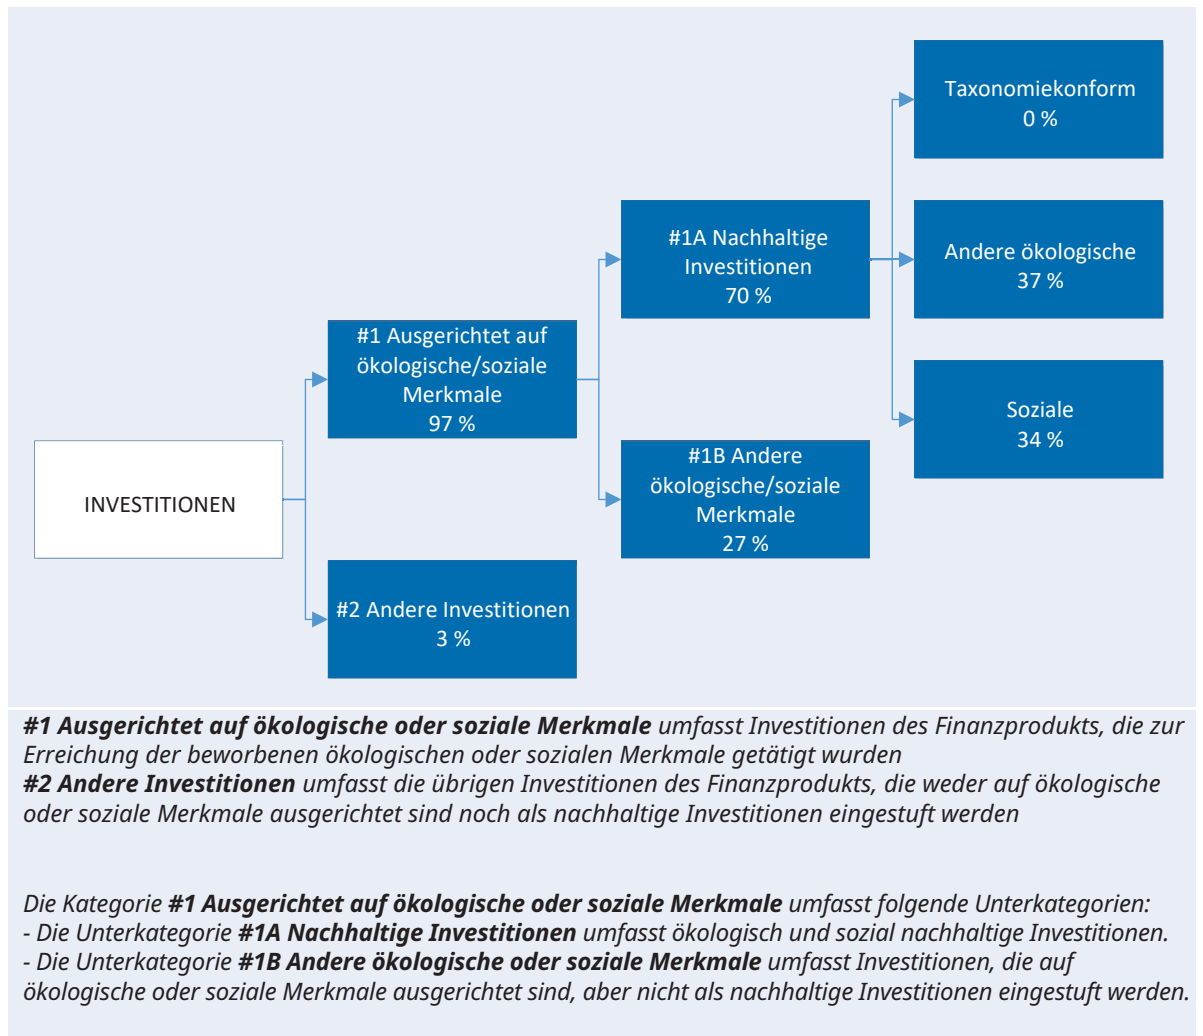 Taxonomiekonform
0 %
#1A Nachhaltige
Investitionen
70 %
Andere ökologische
37 %
#1 Ausgerichtet auf
ökologische/soziale
Merkmale
97 %
Soziale
34 %
INVESTITIONEN
#1B Andere
ökologische/soziale
Merkmale
27 %
#2 Andere Investitionen
3 %
#1 Ausgerichtet auf ökologische oder soziale Merkmale umfasst Investitionen des Finanzprodukts, die zur
Erreichung der beworbenen ökologischen oder sozialen Merkmale getätigt wurden
#2 Andere Investitionen umfasst die übrigen Investitionen des Finanzprodukts, die weder auf ökologische
oder soziale Merkmale ausgerichtet sind noch als nachhaltige Investitionen eingestuft werden
Die Kategorie #1 Ausgerichtet auf ökologische oder soziale Merkmale umfasst folgende Unterkategorien:
- Die Unterkategorie #1A Nachhaltige Investitionen umfasst ökologisch und sozial nachhaltige Investitionen.
- Die Unterkategorie #1B Andere ökologische oder soziale Merkmale umfasst Investitionen, die auf
ökologische oder soziale Merkmale ausgerichtet sind, aber nicht als nachhaltige Investitionen eingestuft werden.